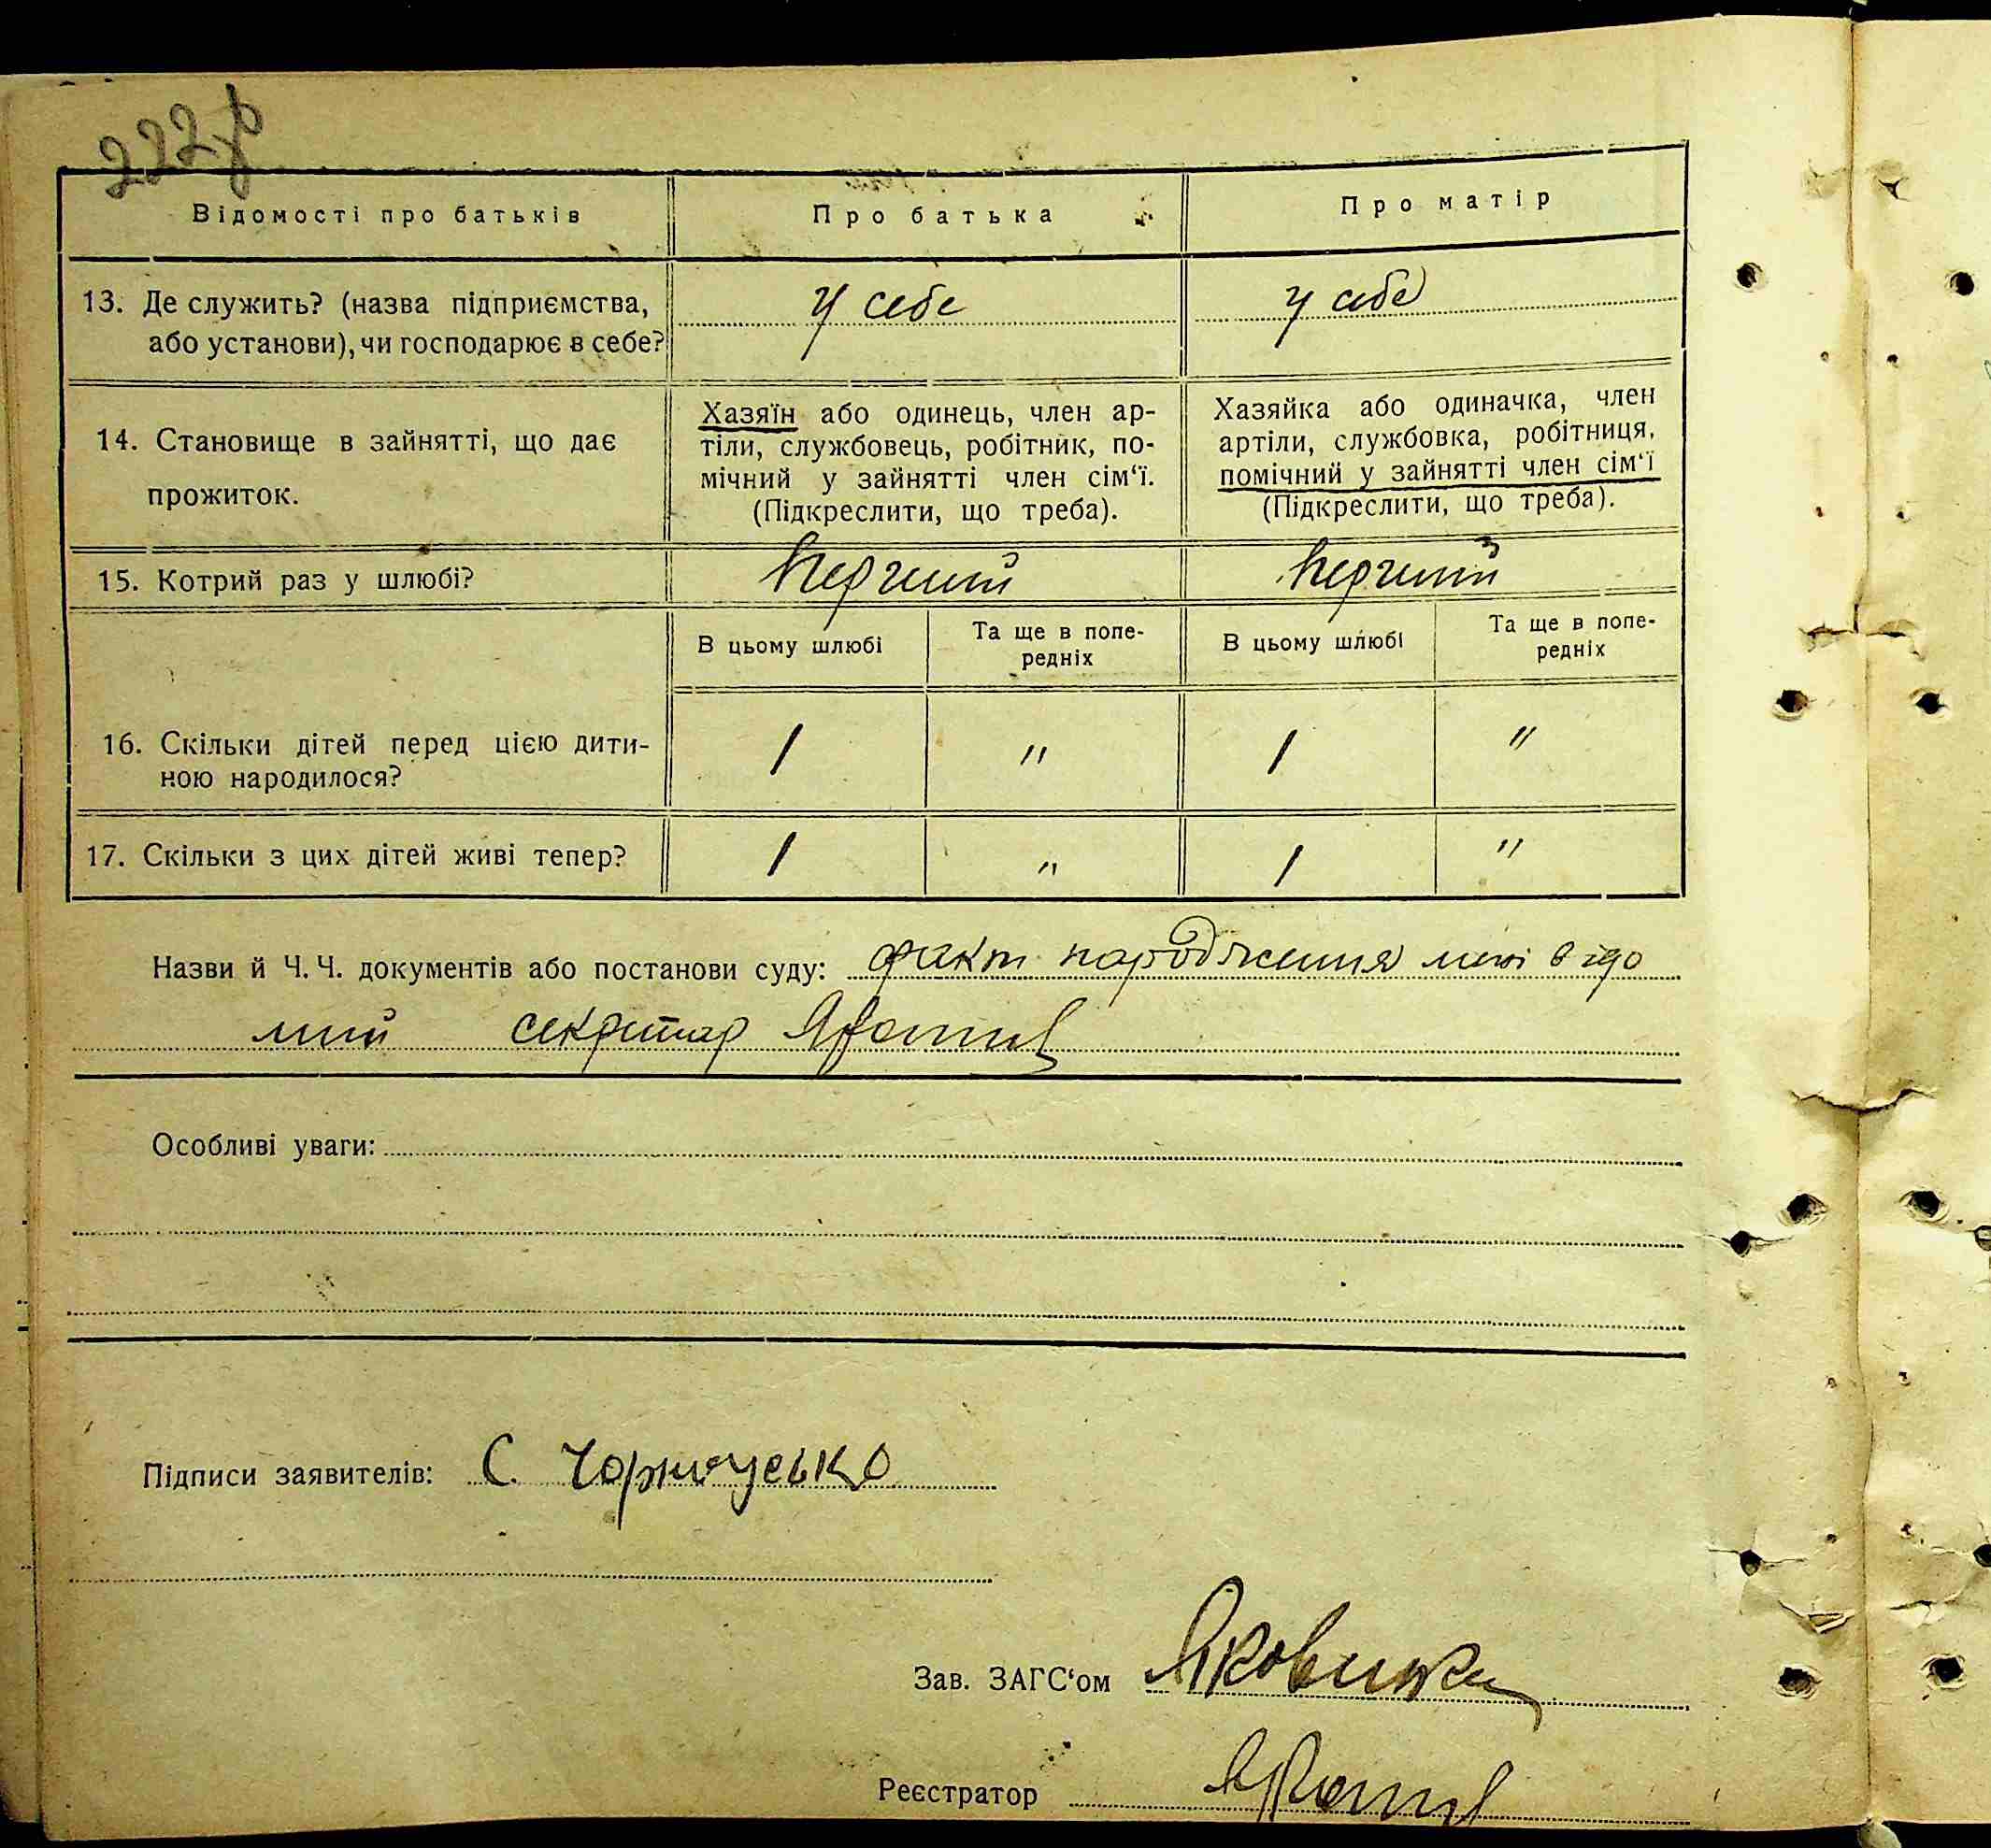 Відомості про батьків Про батька Про матір
13. Де служить? (назва підприємства, у себе у себе
або установи), чи господарює в себе?
Хазяїн або одинець, член ар- Хазяйка або одиначка, член
14. Становище в зайнятті, що дає тіли, службовець, робітник, по- артіли, службовка, робітниця,
прожиток. мічний у зайнятті член сім‘ї. помічний у зайнятті член сім‘ї
(Підкреслити, що треба). (Підкреслити, що треба).
15. Котрий раз у шлюбі? перший перший
В цьому шлюбі Та ще в попе- В цьому шлюбі Та ще в попе-
редніх редніх
16. Скільки дітей перед цією дити- 1 " 1 "
ною народилося?
17. Скільки з цих дітей живі тепер? 1 " 1 "
Назви й Ч. Ч. документів або постанови суду: факт народження мені відо
мий секретар
Особливі уваги:
Підписи заявителів: С.
Зав. ЗАГС‘ом
Реєстратор